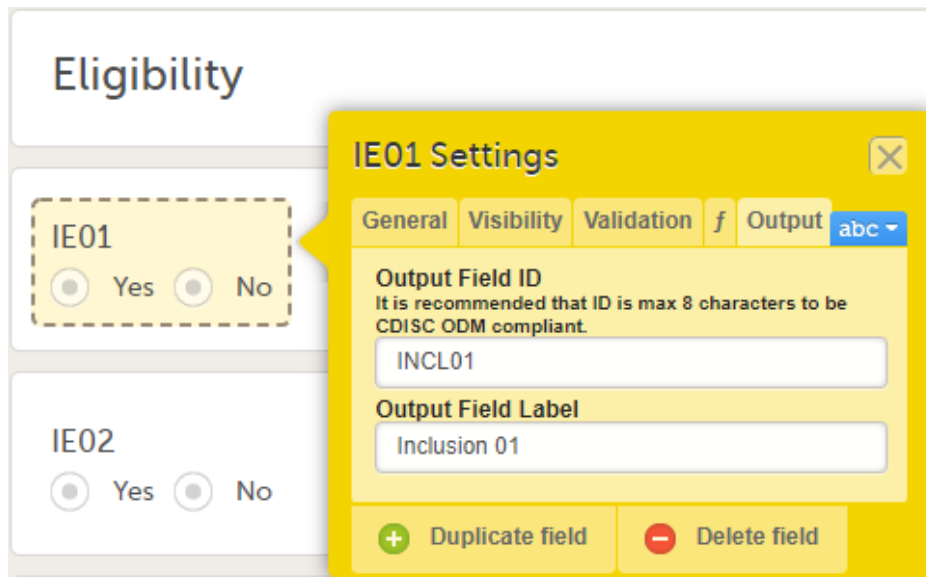 Eligibility
IE01 Settings
General Visibility Validation ƒ Output abc
IE01
Yes No
Output Field ID
It is recommended that ID is max 8 characters to be
CDISC ODM compliant.
INCL01
Output Field Label
Inclusion 01
IE02
Yes No
Duplicate field Delete field